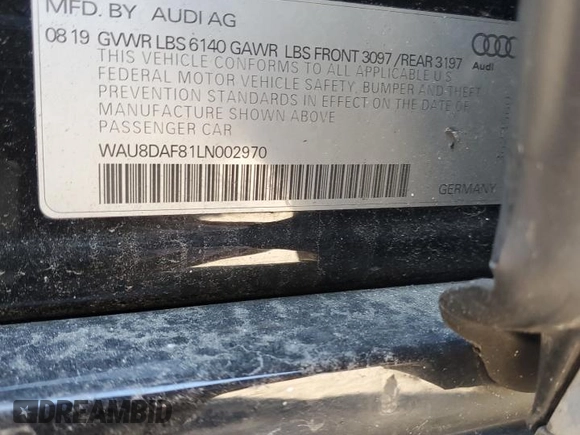 MFD. BY AUDI AG
08 19 GVWR LBS 6140 GAWR LBS FRONT 3097 /REAR 3197
THIS VEHICLE CONFORMS TO ALL APPLICABLE U S
FEDERAL MOTOR VEHICLE SAFETY, BUMPER AND THEFT
PREVENTION STANDARDS IN EFFECT ON THE DATE OF
MANUFACTURE SHOWN ABOVE
PASSENGER CAR
Audi
WAU8DAF81LN002970
GERMANY
DREAMBID